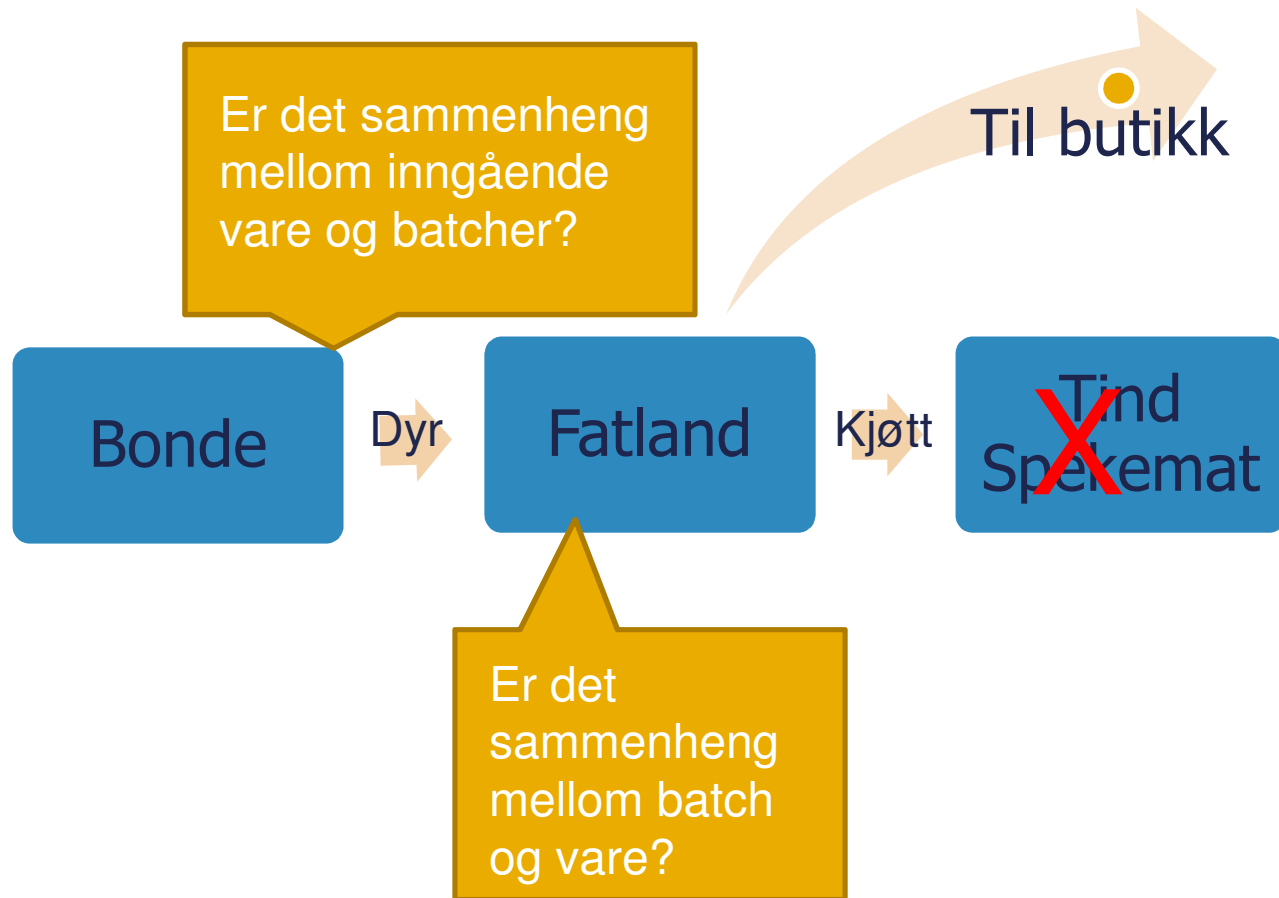 Er det sammenheng
mellom inngående
vare og batcher?
Til butikk
Bonde
Dyr
Fatland
Kjøtt
Tind
Spekemat
X
Er det
sammenheng
mellom batch
og vare?